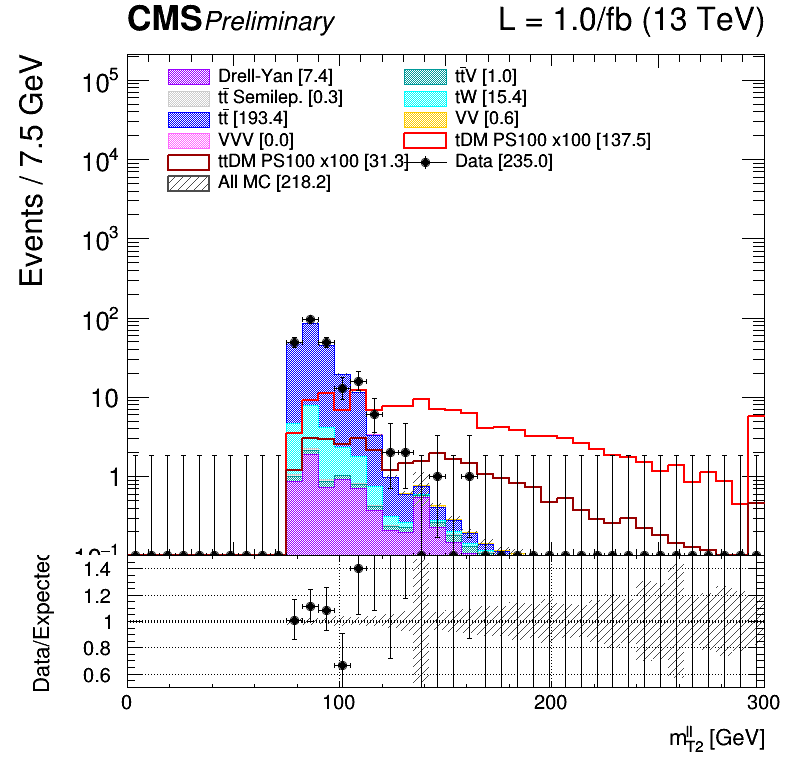 CMS Preliminary L = 1.0/fb (13 TeV)
Events / 7.5 GeV
10⁵
10⁴
10³
10²
10
1
10⁻¹
Drell-Yan [7.4]
tt̄ Semilep. [0.3]
tt̄ [193.4]
VVV [0.0]
ttDM PS100 x100 [31.3]
All MC [218.2]
tt̄V [1.0]
tW [15.4]
VV [0.6]
tDM PS100 x100 [137.5]
Data [235.0]
Data/Expected
1.4
1.2
1
0.8
0.6
0 100 200 300
m_T2^ll [GeV]